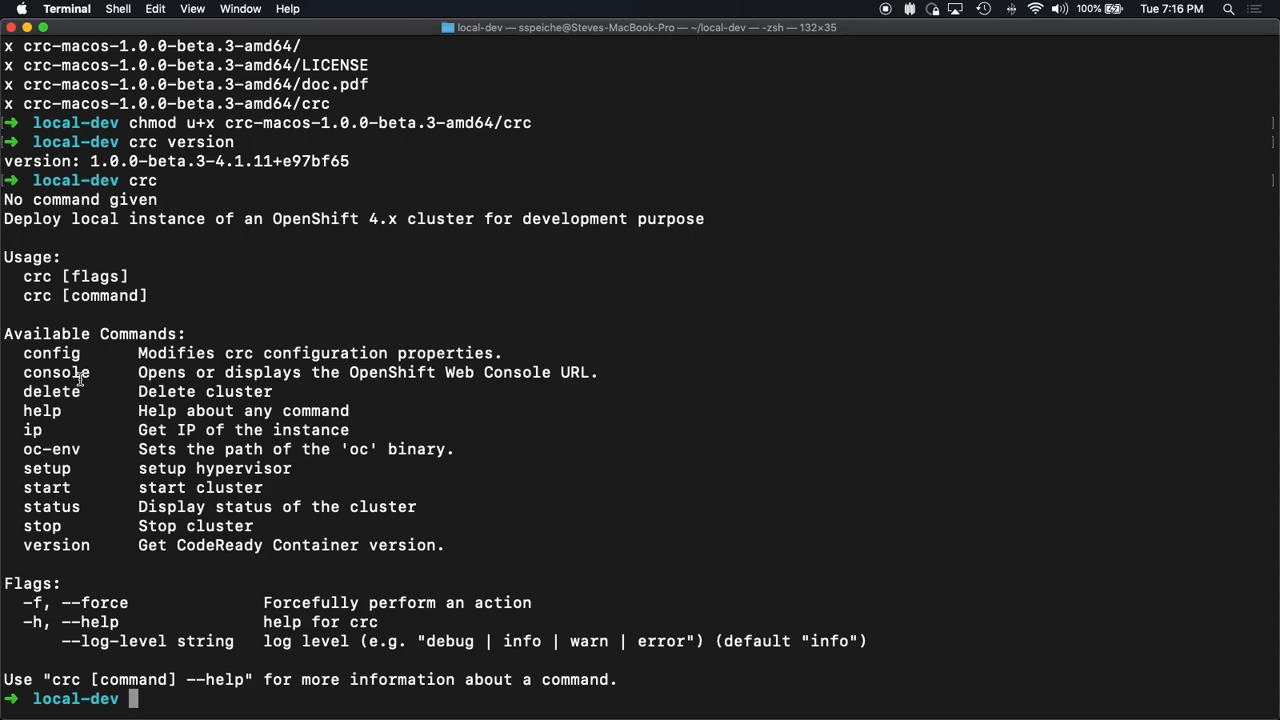 Terminal Shell Edit View Window Help 100% Tue 7:16 PM
local-dev — sspeiche@Steves-MacBook-Pro — ~/local-dev — -zsh — 132×35
x crc-macos-1.0.0-beta.3-amd64/
x crc-macos-1.0.0-beta.3-amd64/LICENSE
x crc-macos-1.0.0-beta.3-amd64/doc.pdf
x crc-macos-1.0.0-beta.3-amd64/crc
➜ local-dev chmod u+x crc-macos-1.0.0-beta.3-amd64/crc
➜ local-dev crc version
version: 1.0.0-beta.3-4.1.11+e97bf65
➜ local-dev crc
No command given
Deploy local instance of an OpenShift 4.x cluster for development purpose
Usage:
crc [flags]
crc [command]
Available Commands:
config Modifies crc configuration properties.
console Opens or displays the OpenShift Web Console URL.
delete Delete cluster
help Help about any command
ip Get IP of the instance
oc-env Sets the path of the 'oc' binary.
setup setup hypervisor
start start cluster
status Display status of the cluster
stop Stop cluster
version Get CodeReady Container version.
Flags:
-f, --force Forcefully perform an action
-h, --help help for crc
--log-level string log level (e.g. "debug | info | warn | error") (default "info")
Use "crc [command] --help" for more information about a command.
➜ local-dev